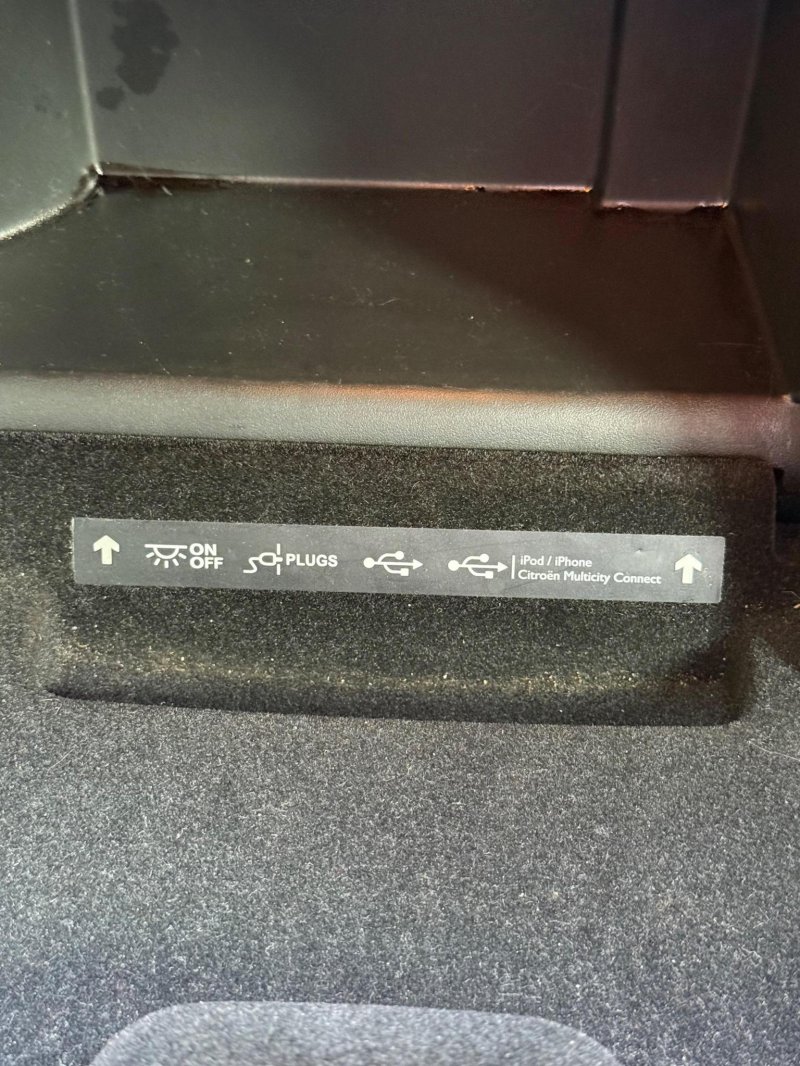 ON
OFF
PLUGS
iPod / iPhone
Citroën Multicity Connect